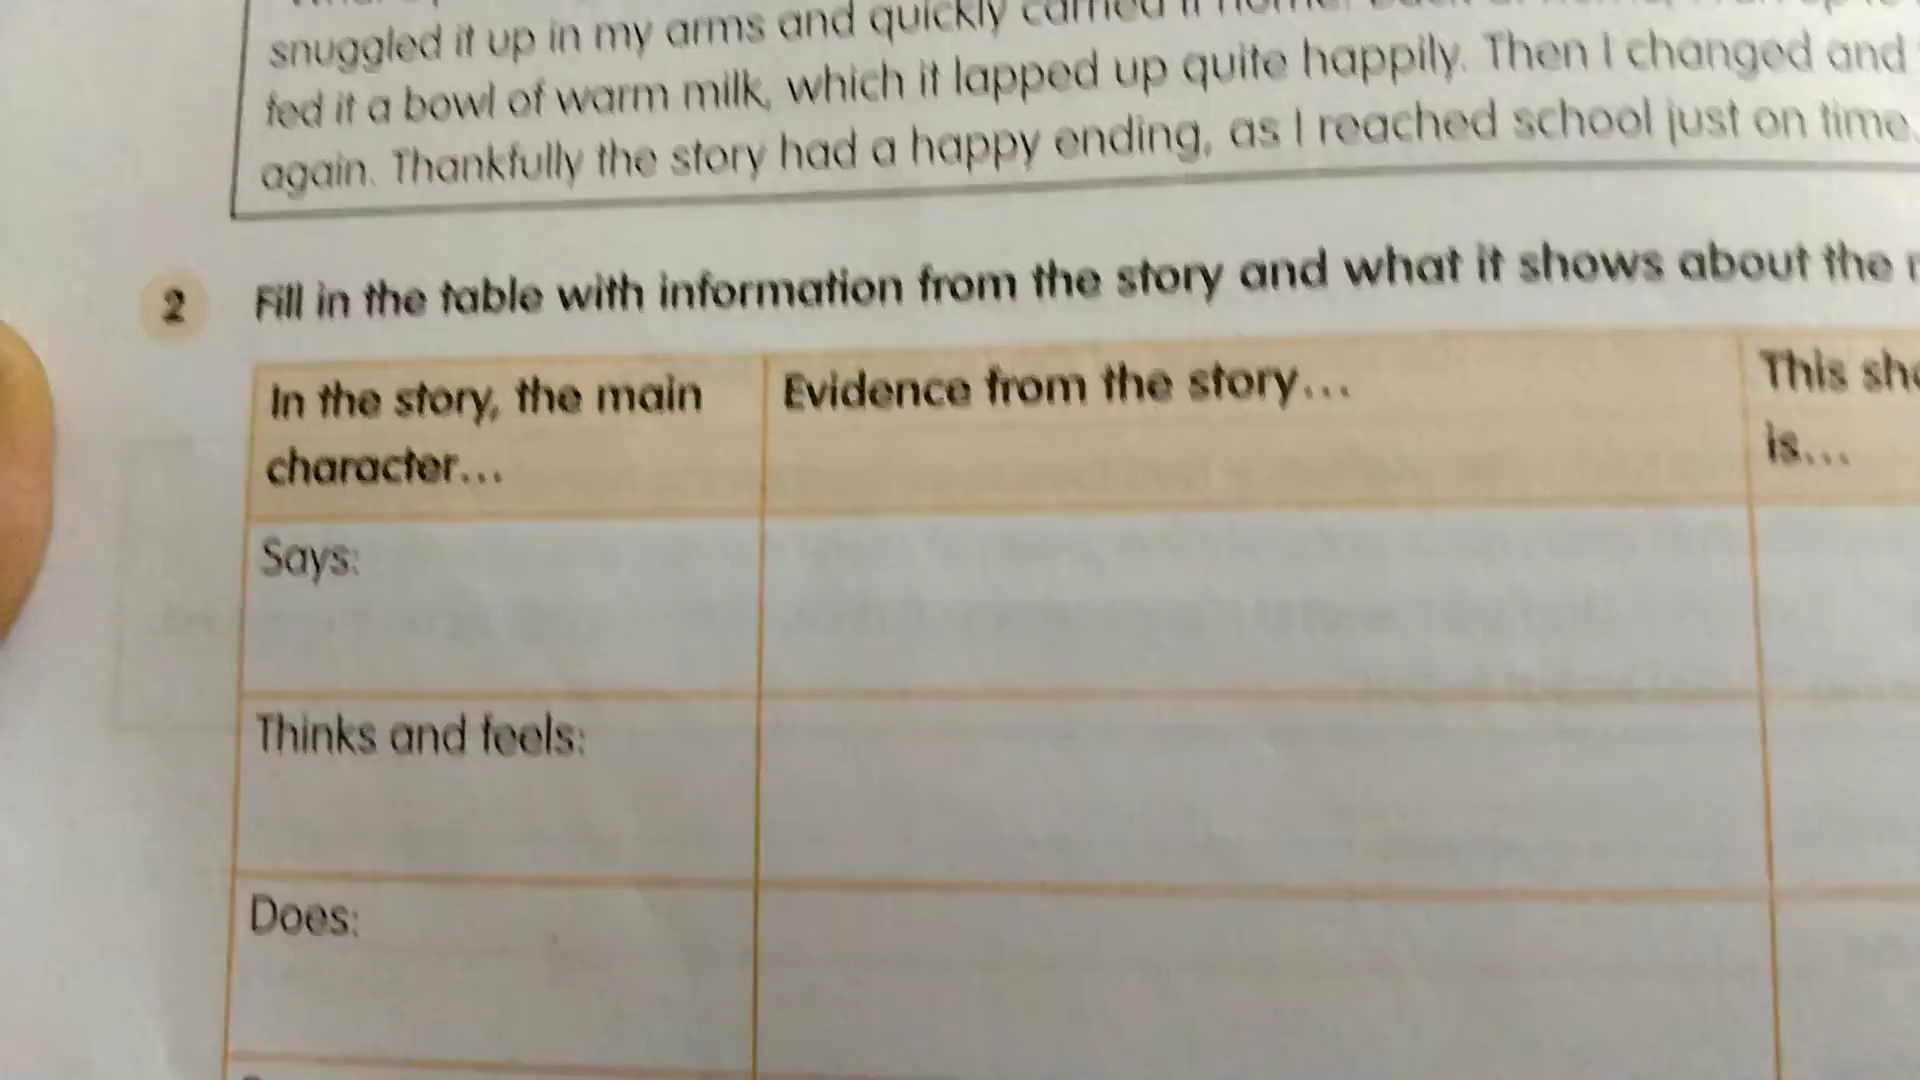 snuggled it up in my arms and quickly carried it home.
fed it a bowl of warm milk, which it lapped up quite happily. Then I changed and
again. Thankfully the story had a happy ending, as I reached school just on time.
2 Fill in the table with information from the story and what it shows about the
In the story, the main
character...
Evidence from the story...
This
is...
Says:
Thinks and feels:
Does: